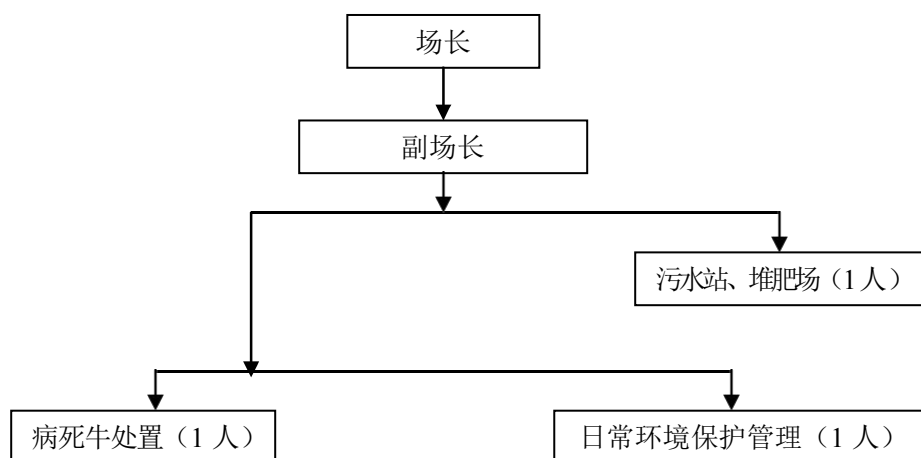 场长
副场长
污水站、堆肥场（1 人）
病死牛处置（1 人）
日常环境保护管理（1 人）